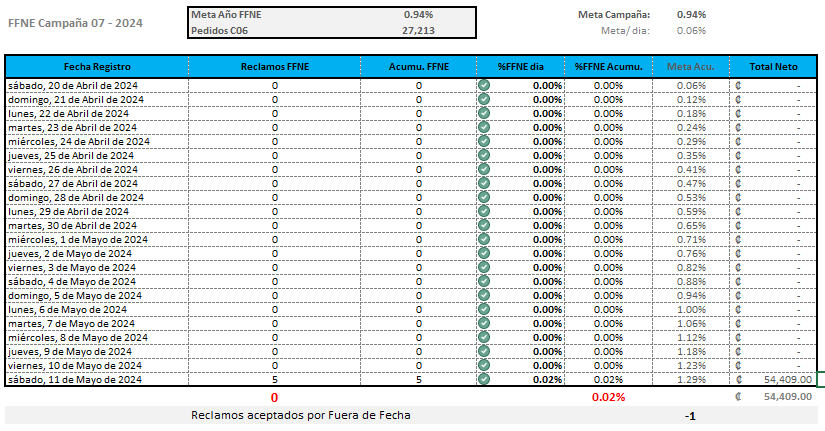 Meta Año FFNE 0.94% Meta Campaña: 0.94%
FFNE Campaña 07 - 2024
Pedidos C06 27,213 Meta/ dia: 0.06%
Fecha Registro Reclamos FFNE Acumu. FFNE %FFNE dia %FFNE Acumu. Meta Acu. Total Neto
sábado, 20 de Abril de 2024 0 0 0.00% 0.00% 0.06% ₡ -
domingo, 21 de Abril de 2024 0 0 0.00% 0.00% 0.12% ₡ -
lunes, 22 de Abril de 2024 0 0 0.00% 0.00% 0.18% ₡ -
martes, 23 de Abril de 2024 0 0 0.00% 0.00% 0.24% ₡ -
miércoles, 24 de Abril de 2024 0 0 0.00% 0.00% 0.29% ₡ -
jueves, 25 de Abril de 2024 0 0 0.00% 0.00% 0.35% ₡ -
viernes, 26 de Abril de 2024 0 0 0.00% 0.00% 0.41% ₡ -
sábado, 27 de Abril de 2024 0 0 0.00% 0.00% 0.47% ₡ -
domingo, 28 de Abril de 2024 0 0 0.00% 0.00% 0.53% ₡ -
lunes, 29 de Abril de 2024 0 0 0.00% 0.00% 0.59% ₡ -
martes, 30 de Abril de 2024 0 0 0.00% 0.00% 0.65% ₡ -
miércoles, 1 de Mayo de 2024 0 0 0.00% 0.00% 0.71% ₡ -
jueves, 2 de Mayo de 2024 0 0 0.00% 0.00% 0.76% ₡ -
viernes, 3 de Mayo de 2024 0 0 0.00% 0.00% 0.82% ₡ -
sábado, 4 de Mayo de 2024 0 0 0.00% 0.00% 0.88% ₡ -
domingo, 5 de Mayo de 2024 0 0 0.00% 0.00% 0.94% ₡ -
lunes, 6 de Mayo de 2024 0 0 0.00% 0.00% 1.00% ₡ -
martes, 7 de Mayo de 2024 0 0 0.00% 0.00% 1.06% ₡ -
miércoles, 8 de Mayo de 2024 0 0 0.00% 0.00% 1.12% ₡ -
jueves, 9 de Mayo de 2024 0 0 0.00% 0.00% 1.18% ₡ -
viernes, 10 de Mayo de 2024 0 0 0.00% 0.00% 1.23% ₡ -
sábado, 11 de Mayo de 2024 5 5 0.02% 0.02% 1.29% ₡ 54,409.00
0 0.02% ₡ 54,409.00
Reclamos aceptados por Fuera de Fecha -1